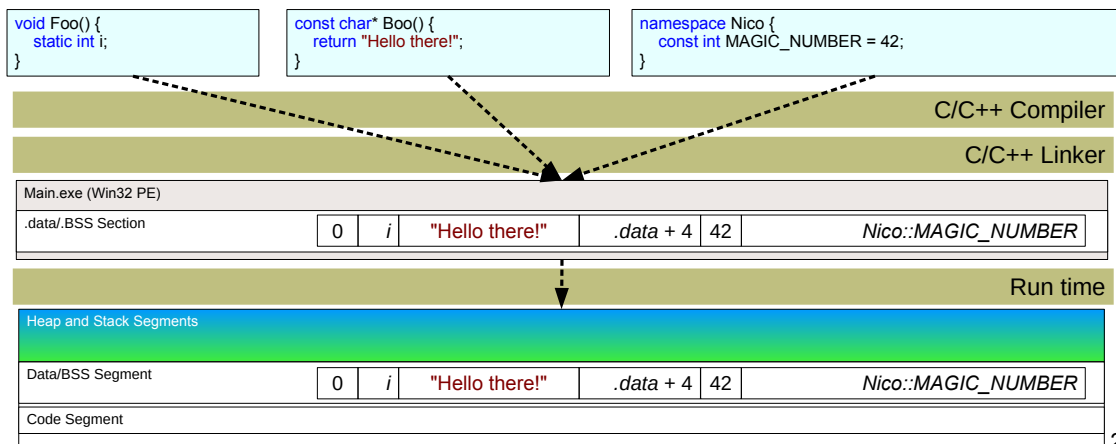 void Foo() {
static int i;
}
const char* Boo() {
return "Hello there!";
}
namespace Nico {
const int MAGIC_NUMBER = 42;
}
C/C++ Compiler
C/C++ Linker
Main.exe (Win32 PE)
.data/.BSS Section
0 i "Hello there!" .data + 4 42 Nico::MAGIC_NUMBER
Run time
Heap and Stack Segments
Data/BSS Segment
0 i "Hello there!" .data + 4 42 Nico::MAGIC_NUMBER
Code Segment